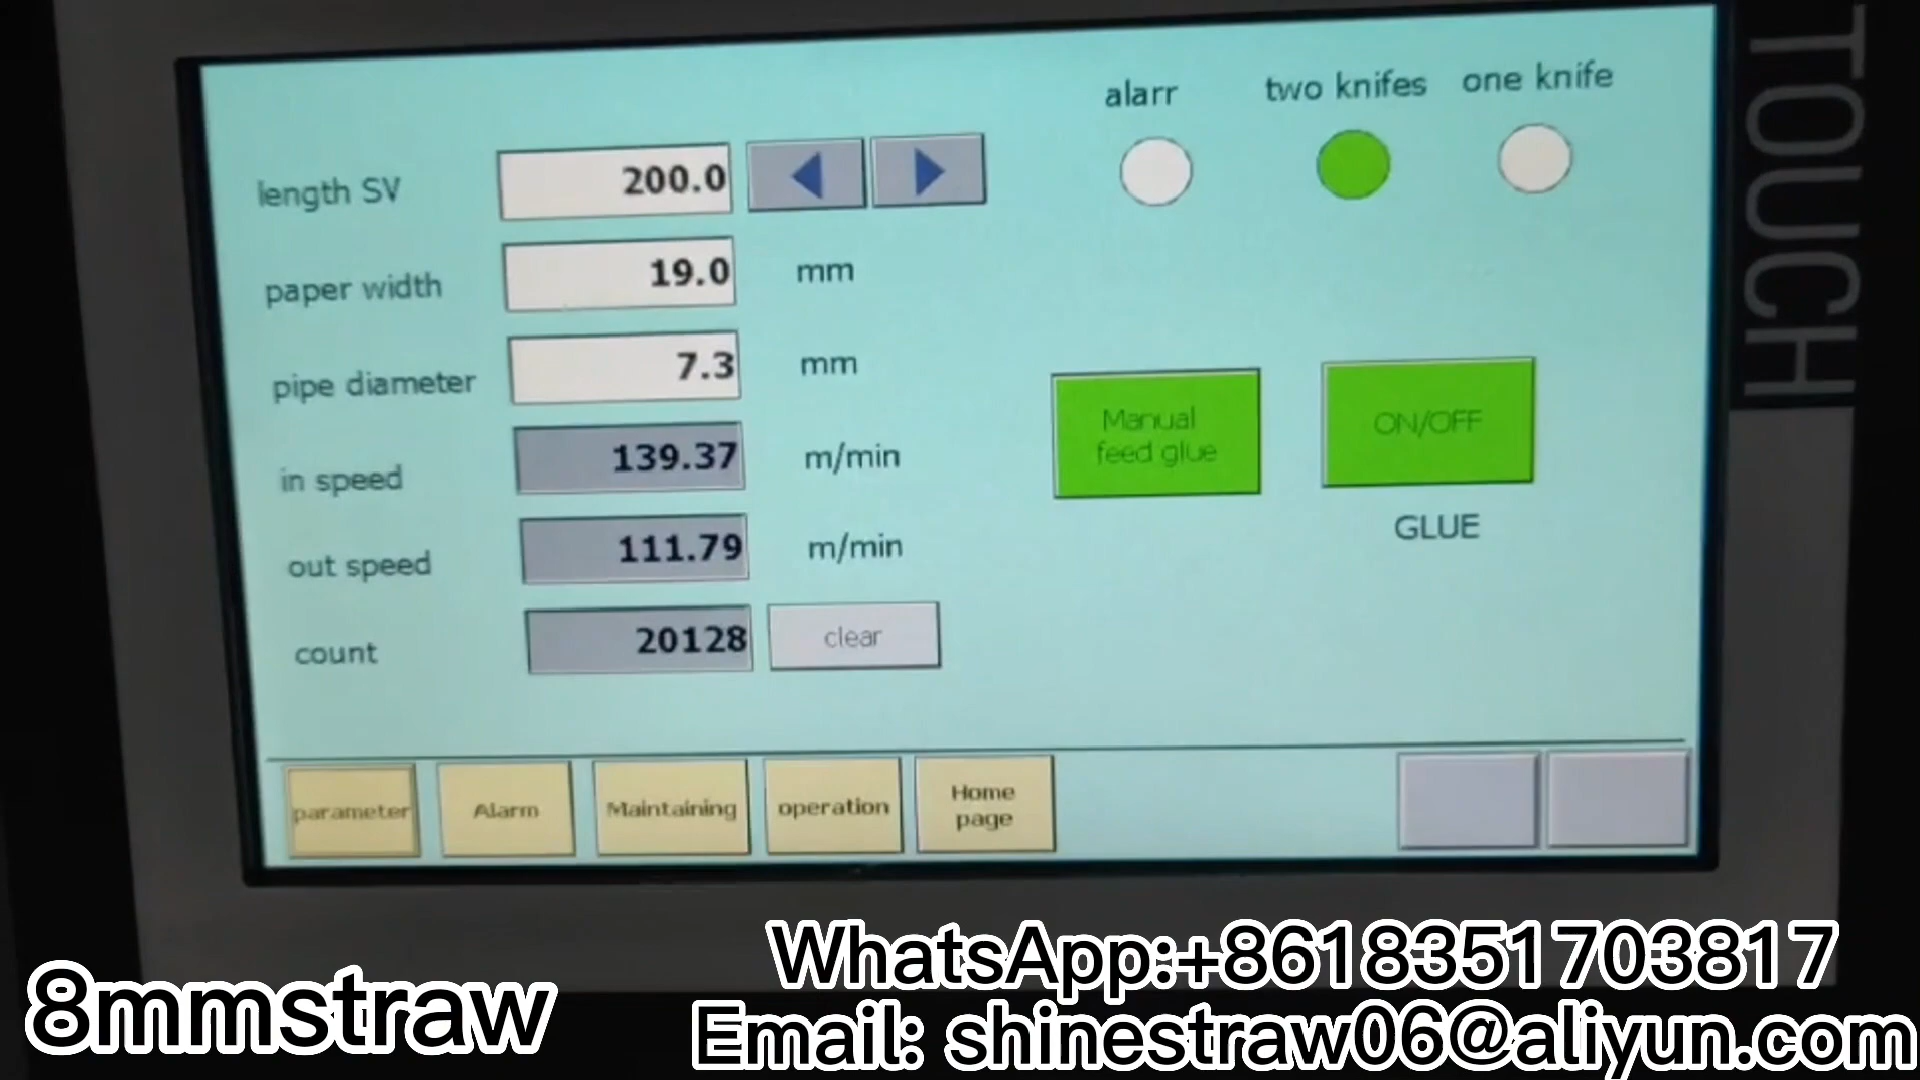 alarr two knifes one knife
length SV 200.0
paper width 19.0 mm
pipe diameter 7.3 mm
in speed 139.37 m/min
out speed 111.79 m/min
count 20128 clear
Manual
feed glue
ON/OFF
GLUE
parameter Alarm Maintaining operation Home
page
TOUCH
8mmstraw
WhatsApp:+8618351703817
Email: shinestraw06@aliyun.com